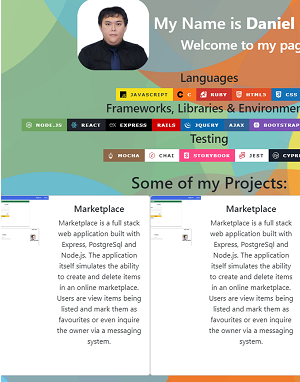 My Name is Daniel
Welcome to my pag
Languages
JAVASCRIPT C RUBY HTML5 CSS
Frameworks, Libraries & Environmen
NODE.JS REACT EXPRESS RAILS JQUERY AJAX BOOTSTRAP
Testing
MOCHA CHAI STORYBOOK JEST CYPR
Some of my Projects:
Marketplace
Marketplace is a full stack
web application built with
Express, PostgreSql and
Node.js. The application
itself simulates the ability
to create and delete items
in an online marketplace.
Users are view items being
listed and mark them as
favourites or even inquire
the owner via a messaging
system.
Marketplace
Marketplace is a full stack
web application built with
Express, PostgreSql and
Node.js. The application
itself simulates the ability
to create and delete items
in an online marketplace.
Users are view items being
listed and mark them as
favourites or even inquire
the owner via a messaging
system.